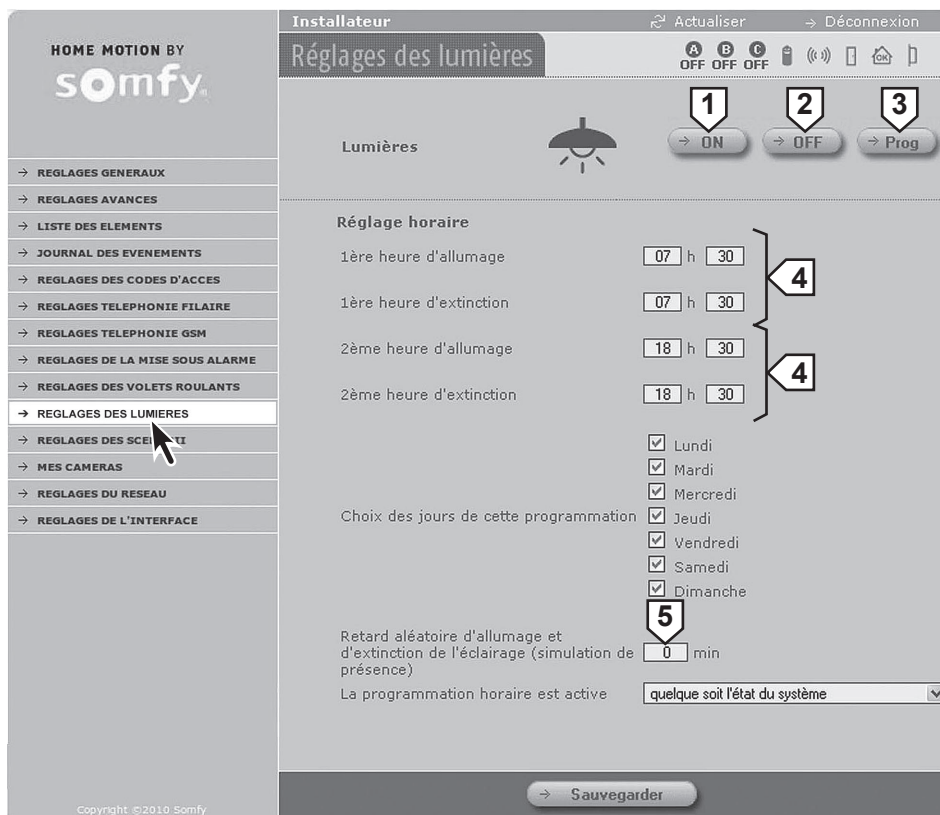 Installateur
Actualiser
Déconnexion
HOME MOTION BY
somfy
Réglages des lumières
A B C
OFF OFF OFF
OK
1 2 3
Lumières
→ ON → OFF → Prog
→ REGLAGES GENERAUX
→ REGLAGES AVANCES
→ LISTE DES ELEMENTS
→ JOURNAL DES EVENEMENTS
→ REGLAGES DES CODES D'ACCES
→ REGLAGES TELEPHONIE FILAIRE
→ REGLAGES TELEPHONIE GSM
→ REGLAGES DE LA MISE SOUS ALARME
→ REGLAGES DES VOLETS ROULANTS
→ REGLAGES DES LUMIERES
→ REGLAGES DES
→ MES CAMERAS
→ REGLAGES DU RESEAU
→ REGLAGES DE L'INTERFACE
Réglage horaire
1ère heure d'allumage 07 h 30
4
1ère heure d'extinction 07 h 30
2ème heure d'allumage 18 h 30
4
2ème heure d'extinction 18 h 30
Lundi
Mardi
Mercredi
Choix des jours de cette programmation
Jeudi
Vendredi
Samedi
Dimanche
5
Retard aléatoire d'allumage et
d'extinction de l'éclairage (simulation de
présence)
0 min
La programmation horaire est active quelque soit l'état du système
→ Sauvegarder
Copyright ©2010 Somfy